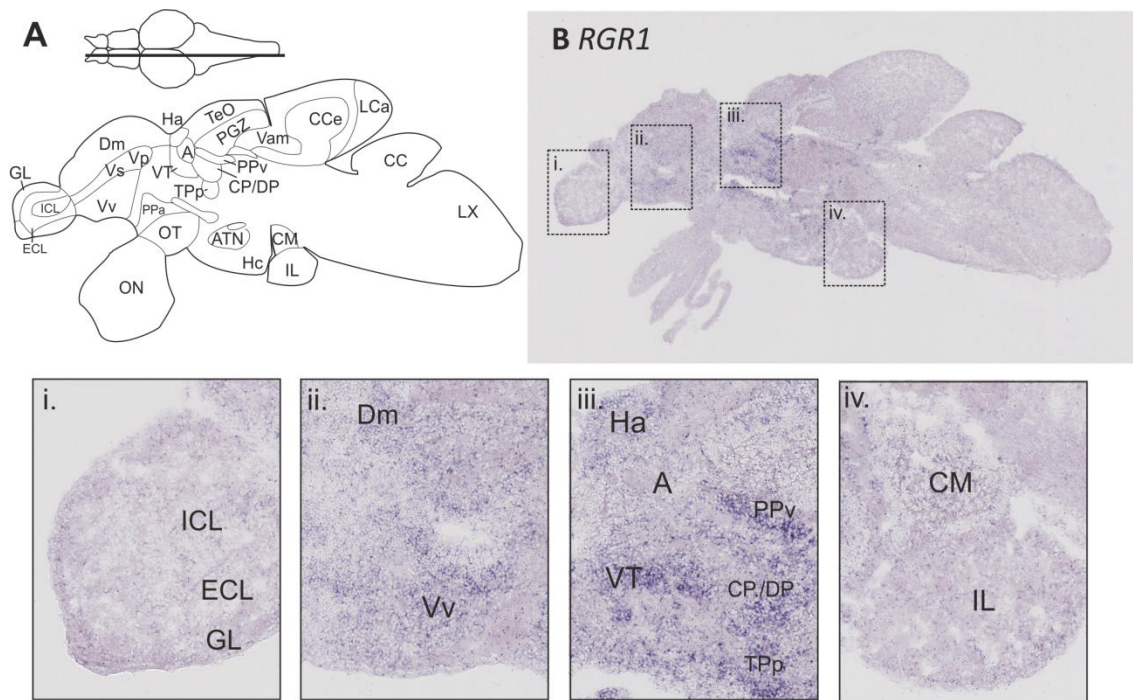 A
Ha
TeO
LCa
PGZ
CCe
Dm
Vam
A
Vp
CC
GL
Vs
VT
PPv
CP/DP
TPp
ICL
Vv
PPa
LX
OT
ECL
ATN
CM
Hc
IL
ON
B RGR1
i.
ii.
iii.
iv.
i.
ICL
ECL
GL
ii.
Dm
Vv
iii.
Ha
A
PPv
VT
CP./DP
TPp
iv.
CM
IL